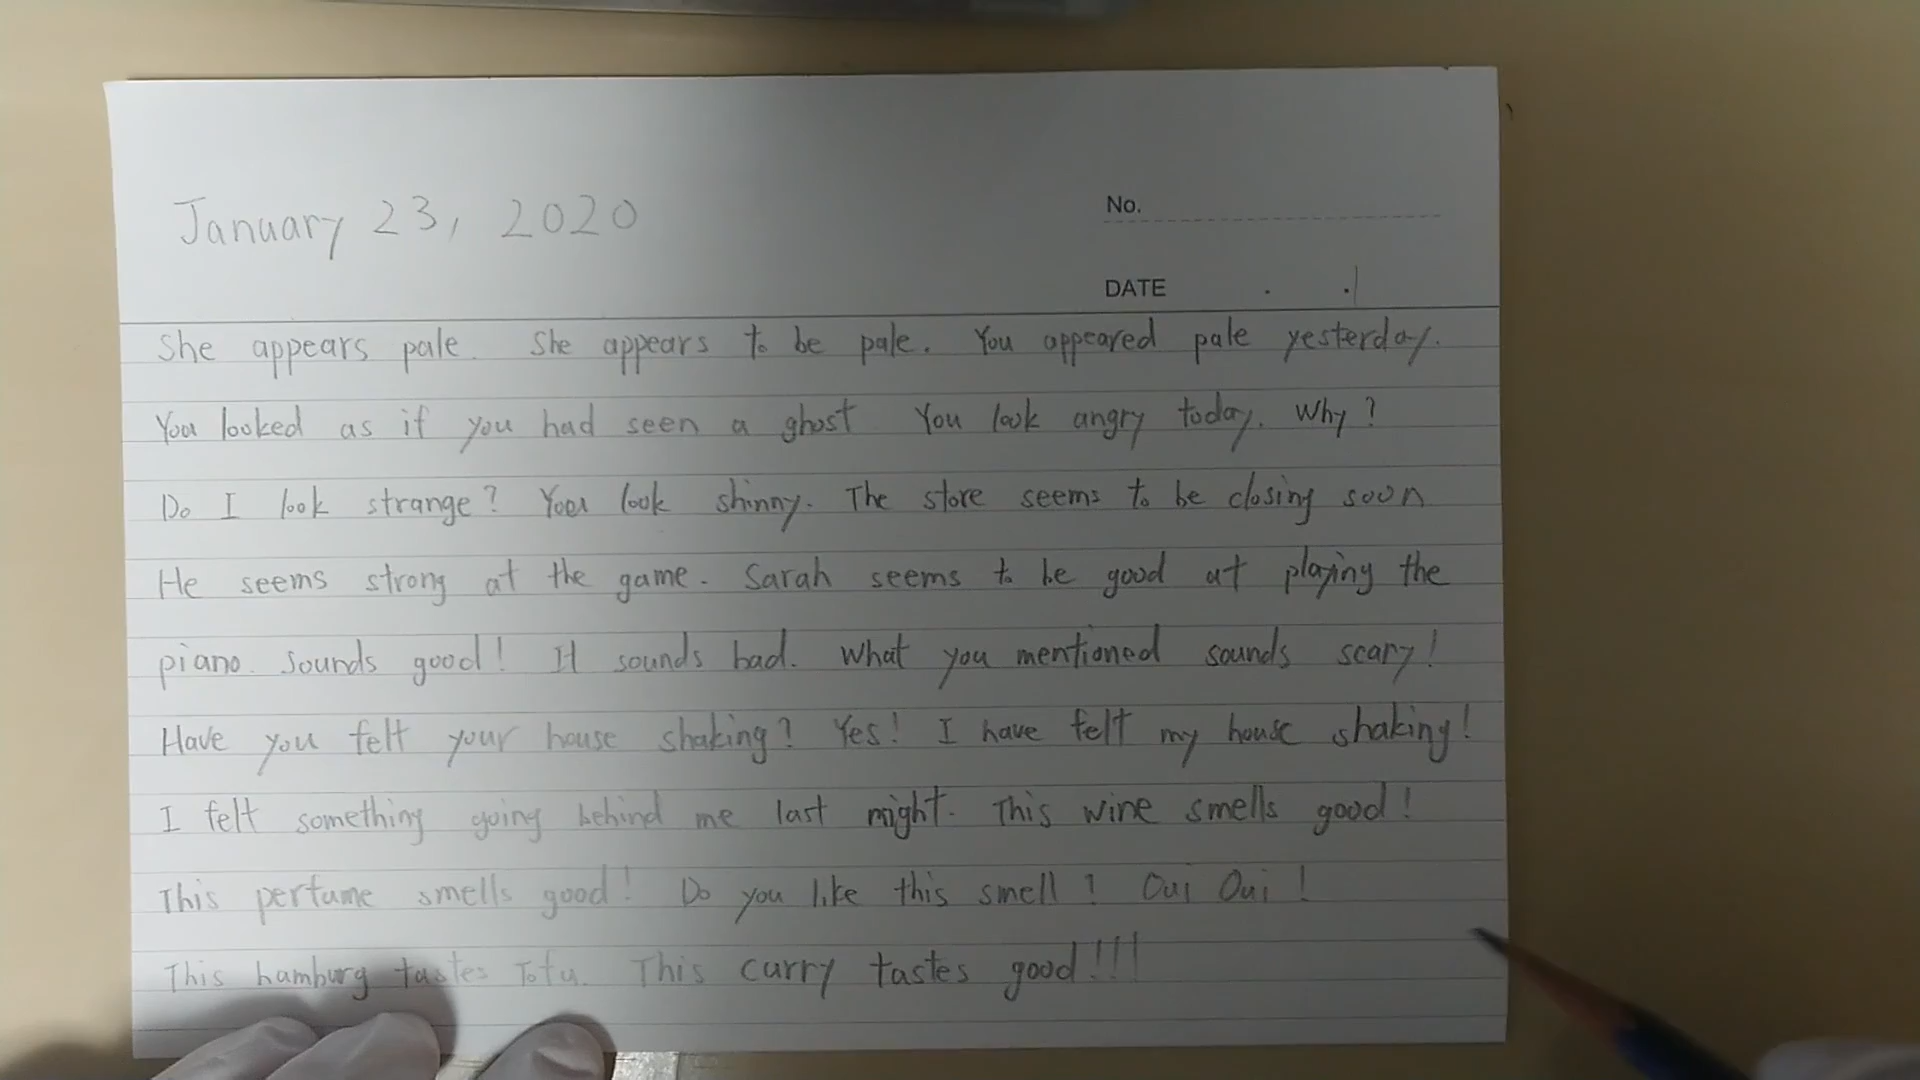 January 23, 2020
No.
DATE . .
She appears pale. She appears to be pale. You appeared pale yesterday.
You looked as if you had seen a ghost You look angry today. Why?
Do I look strange? You look shinny. The store seems to be closing soon
He seems strong at the game. Sarah seems to be good at playing the
piano. Sounds good! It sounds bad. What you mentioned sounds scary!
Have you felt your house shaking? Yes! I have felt my house shaking!
I felt something going behind me last night. This wine smells good!
This perfume smells good! Do you like this smell? Oui Oui!
This hamburg tastes Tofu. This curry tastes good!!!